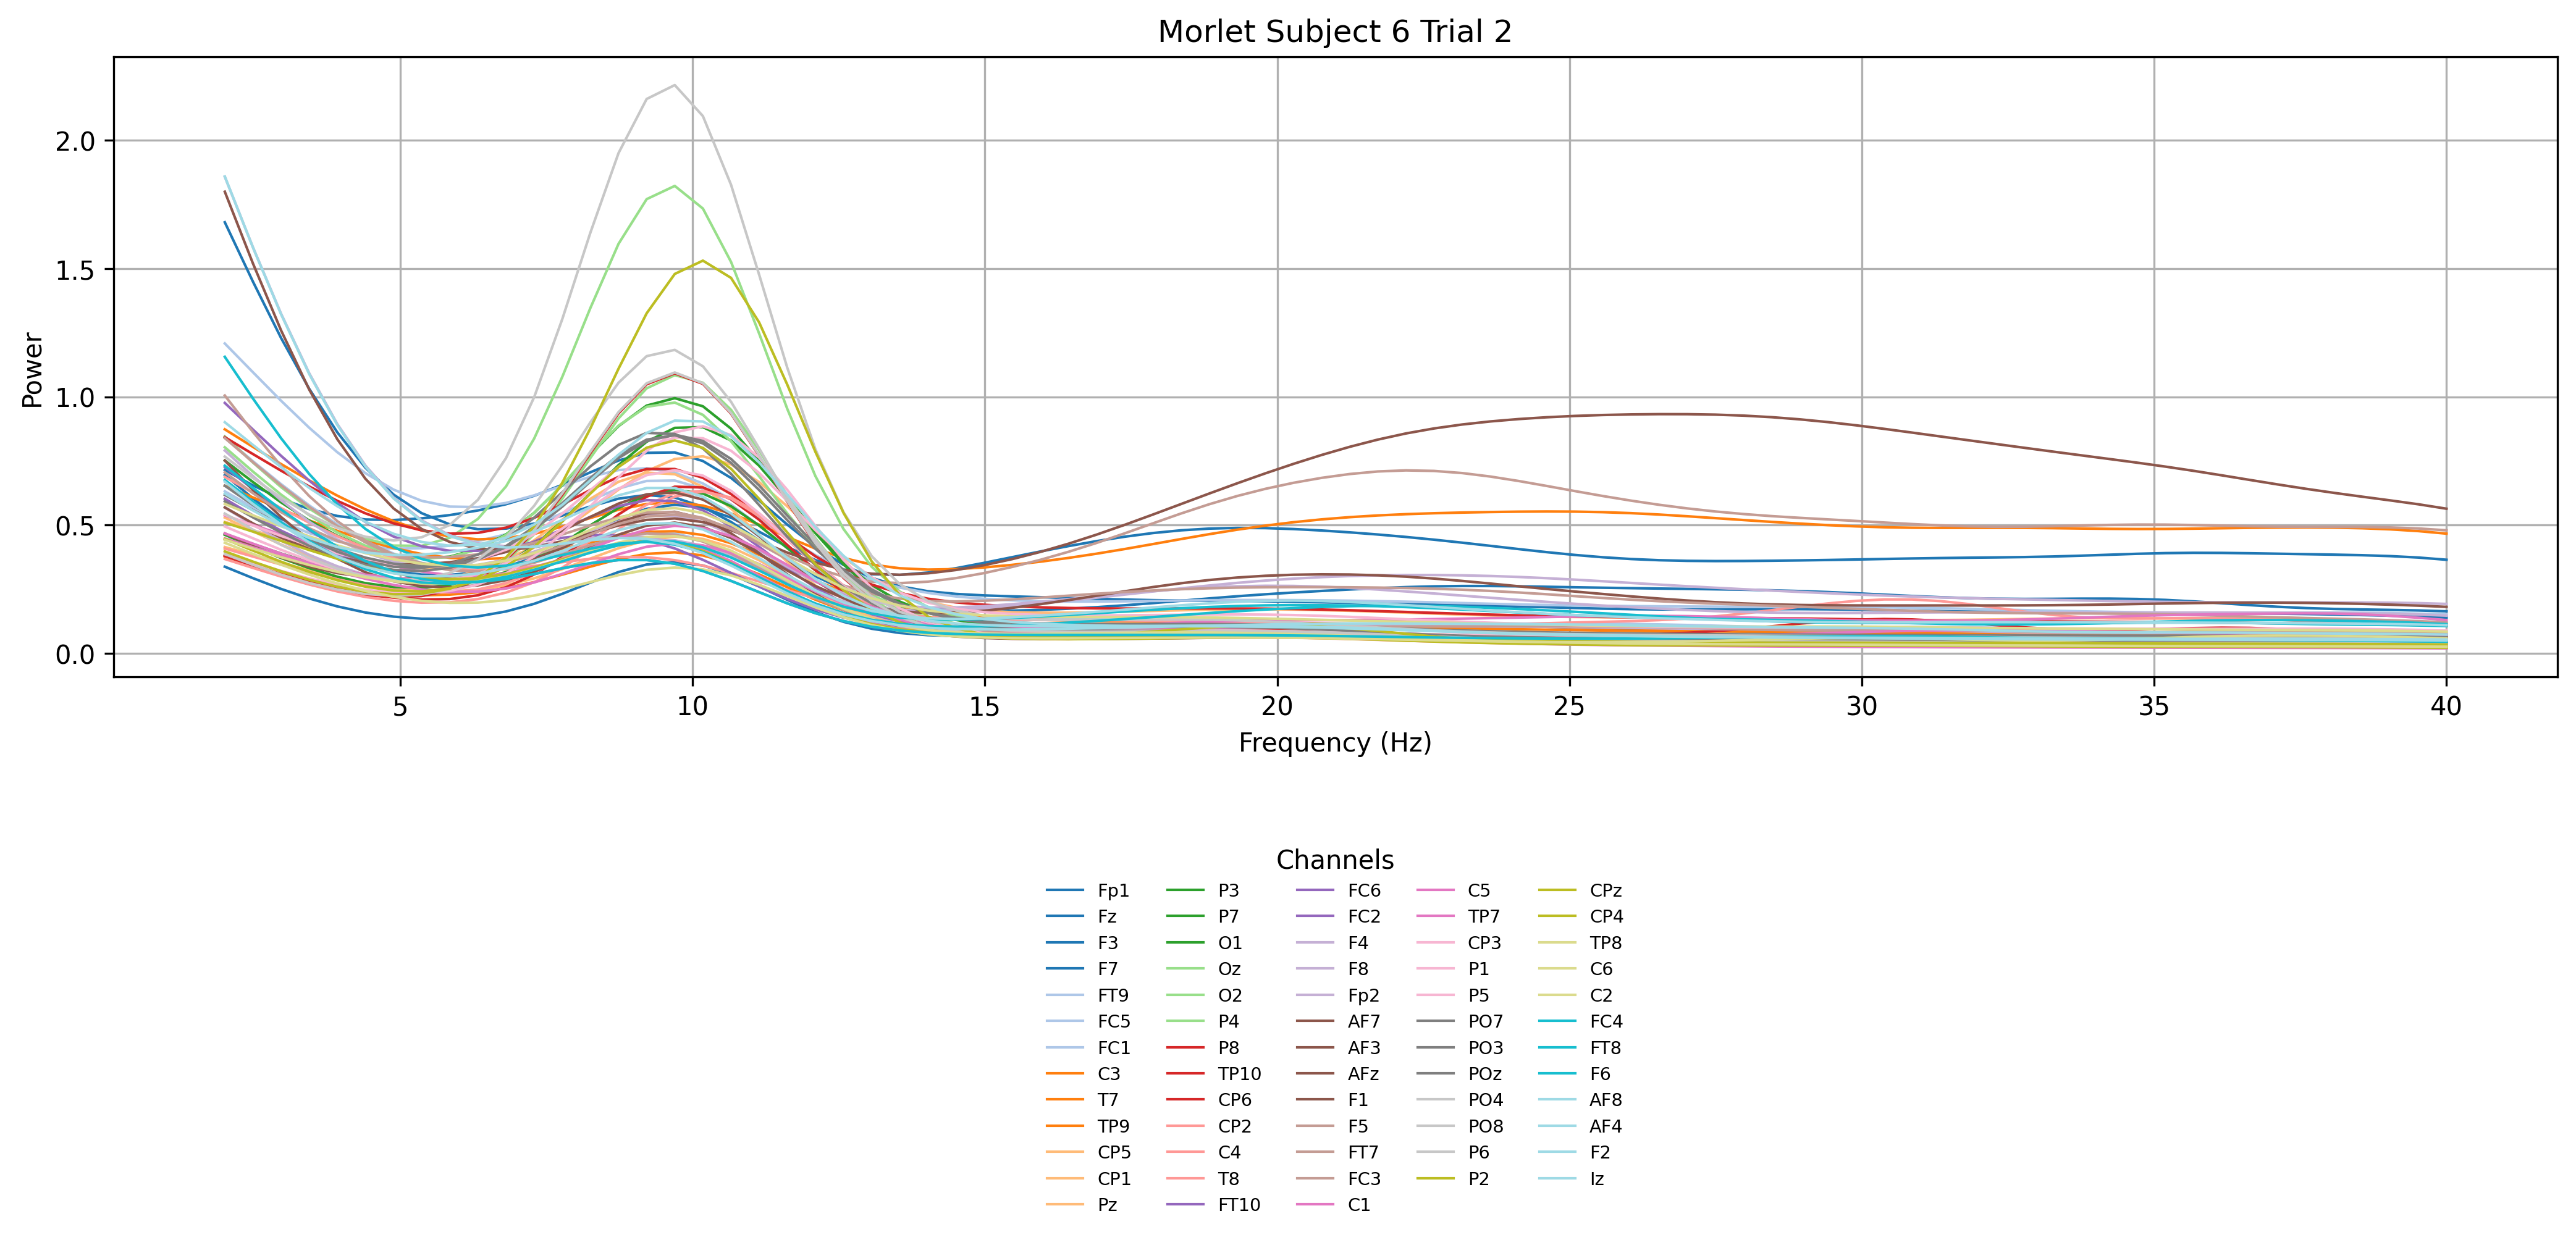 Morlet Subject 6 Trial 2
Power
2.0
1.5
1.0
0.5
0.0
5 10 15 20 25 30 35 40
Frequency (Hz)
Channels
Fp1 P3 FC6 C5 CPz
Fz P7 FC2 TP7 CP4
F3 O1 F4 CP3 TP8
F7 Oz F8 P1 C6
FT9 O2 Fp2 P5 C2
FC5 P4 AF7 PO7 FC4
FC1 P8 AF3 PO3 FT8
C3 TP10 AFz POz F6
T7 CP6 F1 PO4 AF8
TP9 CP2 F5 PO8 AF4
CP5 C4 FT7 P6 F2
CP1 T8 FC3 P2 Iz
Pz FT10 C1